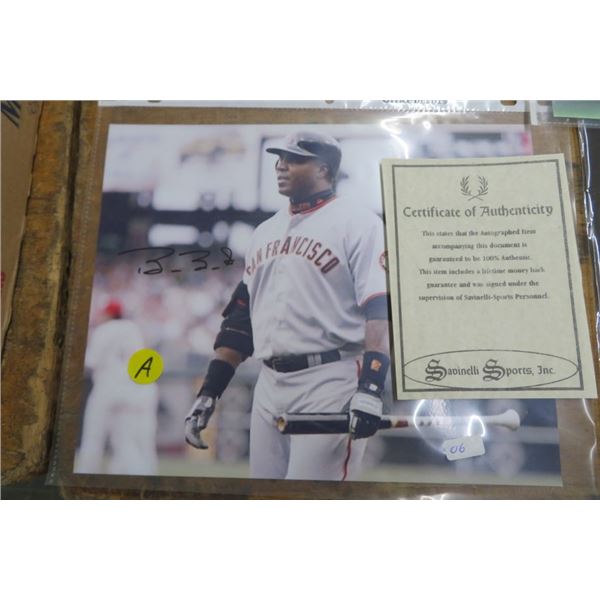 Certificate of Authenticity
This states that the Autographed Item
accompanying this document is
guaranteed to be 100% Authentic.
This item includes a lifetime money back
guarantee and was signed under the
supervision of Savinelli-Sports Personnel.
Savinelli Sports, Inc.
SAN FRANCISCO
A
06